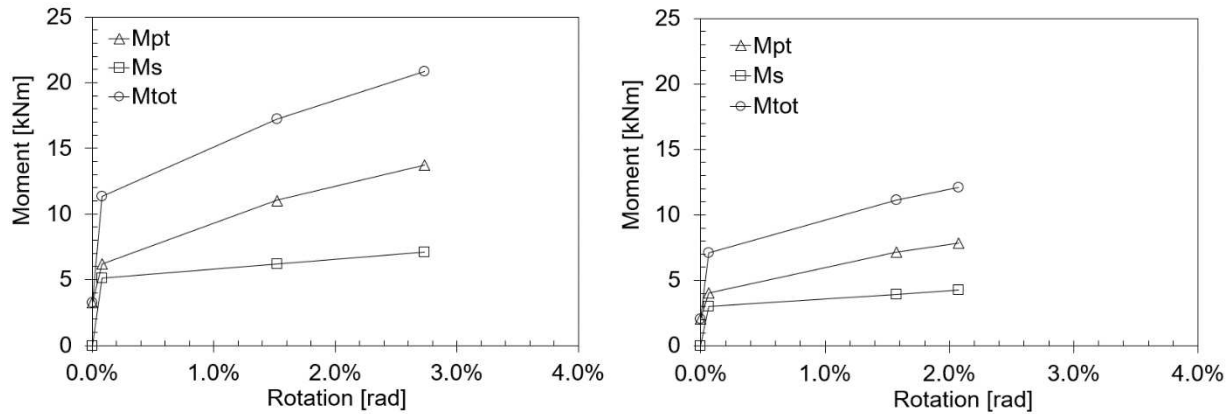 25
20
15
10
5
0
Moment [kNm]
Mpt
Ms
Mtot
0.0%
1.0%
2.0%
3.0%
4.0%
Rotation [rad]
25
20
15
10
5
0
Moment [kNm]
Mpt
Ms
Mtot
0.0%
1.0%
2.0%
3.0%
4.0%
Rotation [rad]